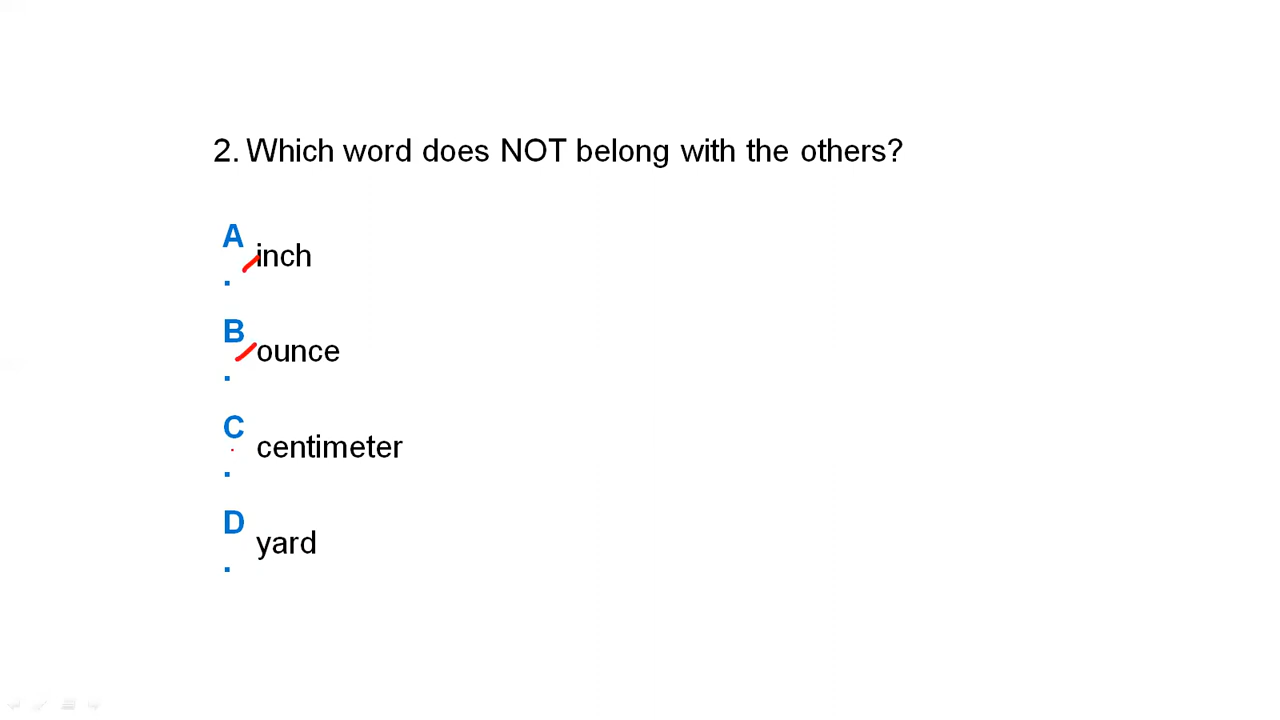 2. Which word does NOT belong with the others?
A
inch
.
B
ounce
.
C
centimeter
.
D
yard
.